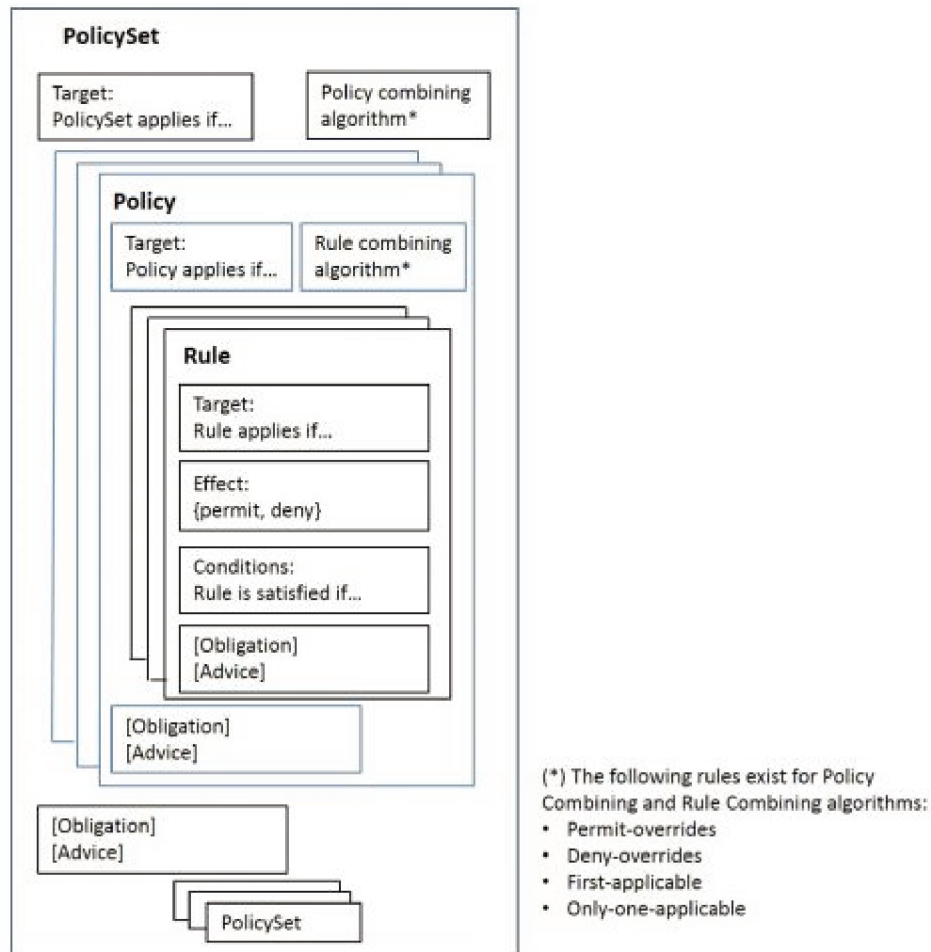 PolicySet
Target:
PolicySet applies if...
Policy combining
algorithm*
Policy
Target:
Policy applies if...
Rule combining
algorithm*
Rule
Target:
Rule applies if...
Effect:
{permit, deny}
Conditions:
Rule is satisfied if...
[Obligation]
[Advice]
[Obligation]
[Advice]
[Obligation]
[Advice]
PolicySet
(*) The following rules exist for Policy
Combining and Rule Combining algorithms:
• Permit-overrides
• Deny-overrides
• First-applicable
• Only-one-applicable